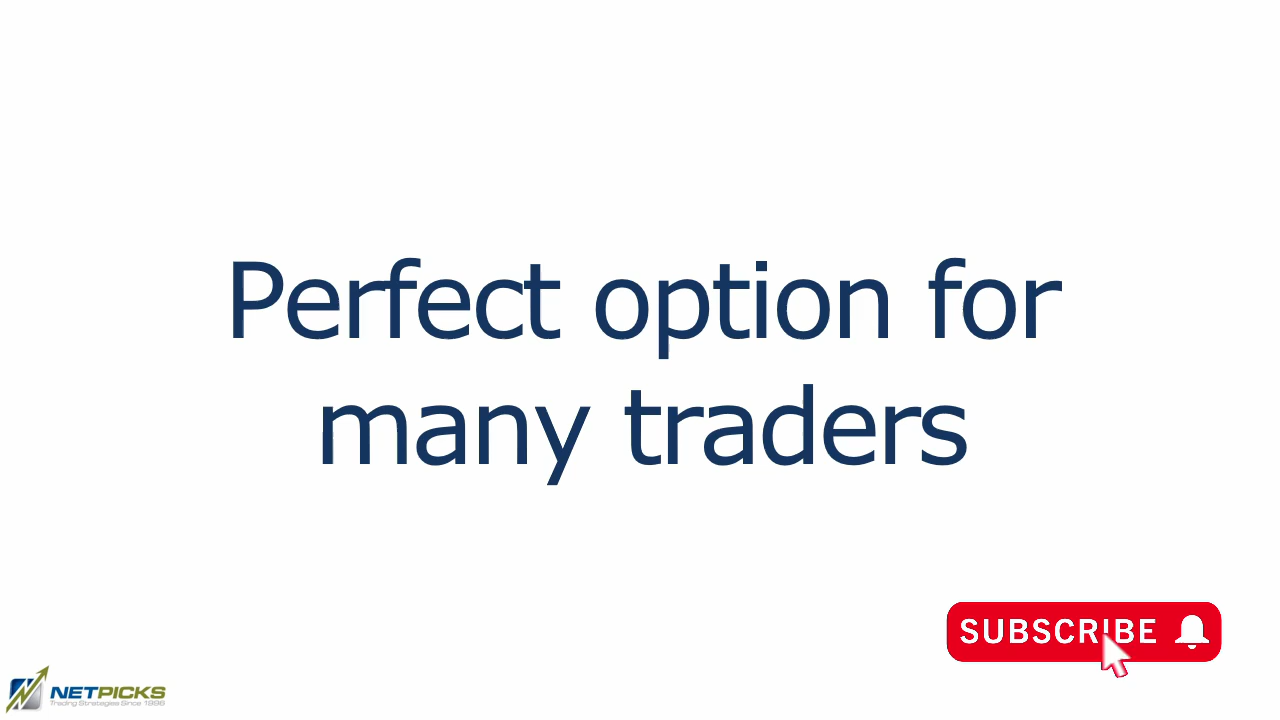 Perfect option for
many traders
SUBSCRIBE
NETPICKS
Trading Strategies Since 1996